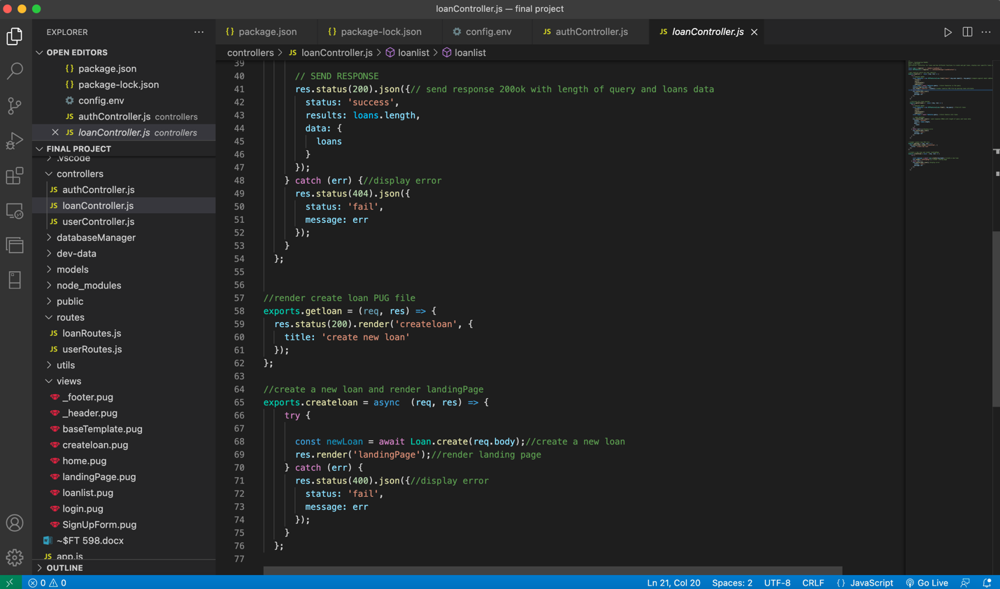 loanController.js — final project
EXPLORER
OPEN EDITORS
{} package.json
{} package-lock.json
config.env
JS authController.js controllers
JS loanController.js controllers
FINAL PROJECT
.vscode
controllers
JS authController.js
JS loanController.js
JS userController.js
databaseManager
dev-data
models
node_modules
public
routes
JS loanRoutes.js
JS userRoutes.js
utils
views
_footer.pug
_header.pug
baseTemplate.pug
createloan.pug
home.pug
landingPage.pug
loanlist.pug
login.pug
SignUpForm.pug
~$FT 598.docx
JS app.js
OUTLINE
{} package.json {} package-lock.json config.env JS authController.js JS loanController.js
controllers > JS loanController.js > loanlist > loanlist
39
40 // SEND RESPONSE
41 res.status(200).json({// send response 200ok with length of query and loans data
42 status: 'success',
43 results: loans.length,
44 data: {
45 loans
46 }
47 });
48 } catch (err) {//display error
49 res.status(404).json({
50 status: 'fail',
51 message: err
52 });
53 }
54 };
55
56
57 //render create loan PUG file
58 exports.getloan = (req, res) => {
59 res.status(200).render('createloan', {
60 title: 'create new loan'
61 });
62 };
63
64 //create a new loan and render landingPage
65 exports.createloan = async  (req, res) => {
66 try {
67
68 const newLoan = await Loan.create(req.body);//create a new loan
69 res.render('landingPage');//render landing page
70 } catch (err) {
71 res.status(400).json({//display error
72 status: 'fail',
73 message: err
74 });
75 }
76 };
77
0 0 Ln 21, Col 20 Spaces: 2 UTF-8 CRLF {} JavaScript Go Live